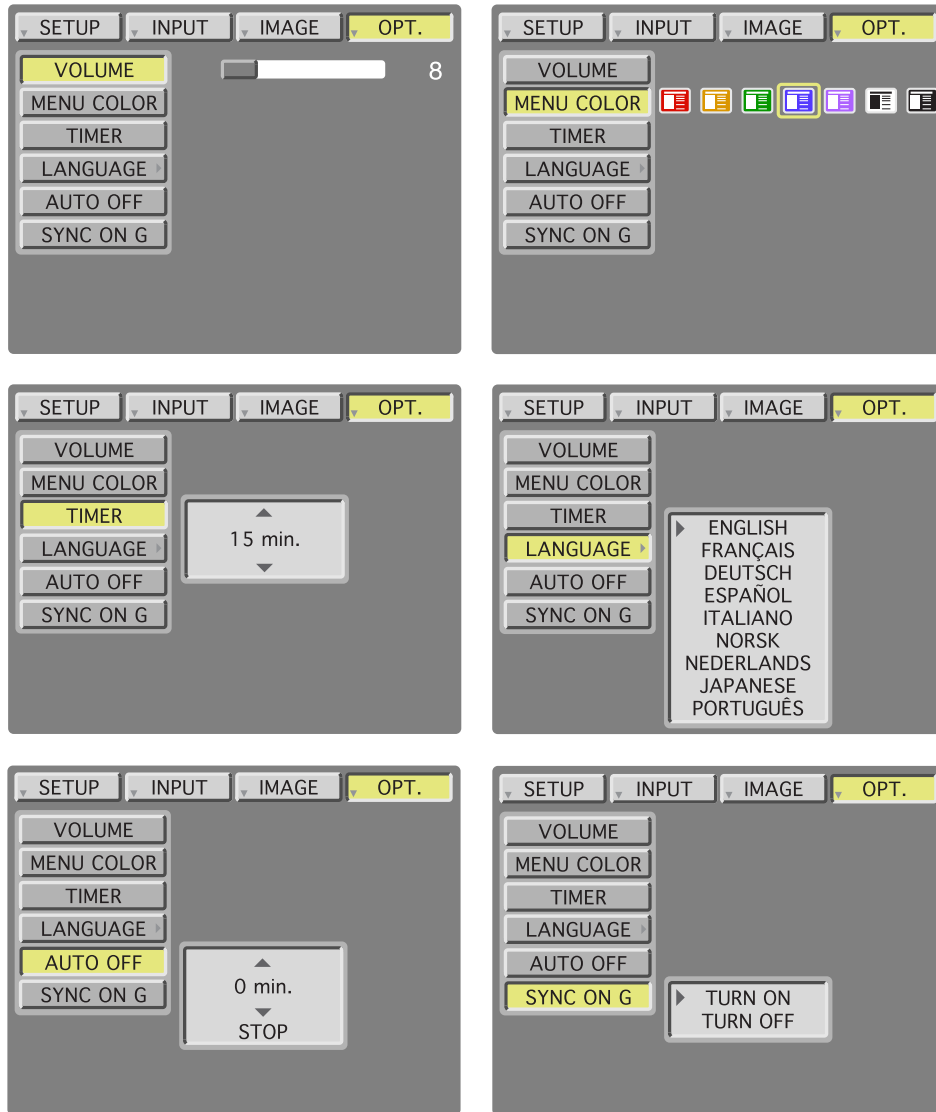 SETUP INPUT IMAGE OPT.
VOLUME 8
MENU COLOR
TIMER
LANGUAGE
AUTO OFF
SYNC ON G
SETUP INPUT IMAGE OPT.
VOLUME
MENU COLOR
TIMER
LANGUAGE
AUTO OFF
SYNC ON G
SETUP INPUT IMAGE OPT.
VOLUME
MENU COLOR
TIMER
LANGUAGE
AUTO OFF
SYNC ON G
15 min.
SETUP INPUT IMAGE OPT.
VOLUME
MENU COLOR
TIMER
LANGUAGE
AUTO OFF
SYNC ON G
ENGLISH
FRANÇAIS
DEUTSCH
ESPAÑOL
ITALIANO
NORSK
NEDERLANDS
JAPANESE
PORTUGUÊS
SETUP INPUT IMAGE OPT.
VOLUME
MENU COLOR
TIMER
LANGUAGE
AUTO OFF
SYNC ON G
0 min.
STOP
SETUP INPUT IMAGE OPT.
VOLUME
MENU COLOR
TIMER
LANGUAGE
AUTO OFF
SYNC ON G
TURN ON
TURN OFF